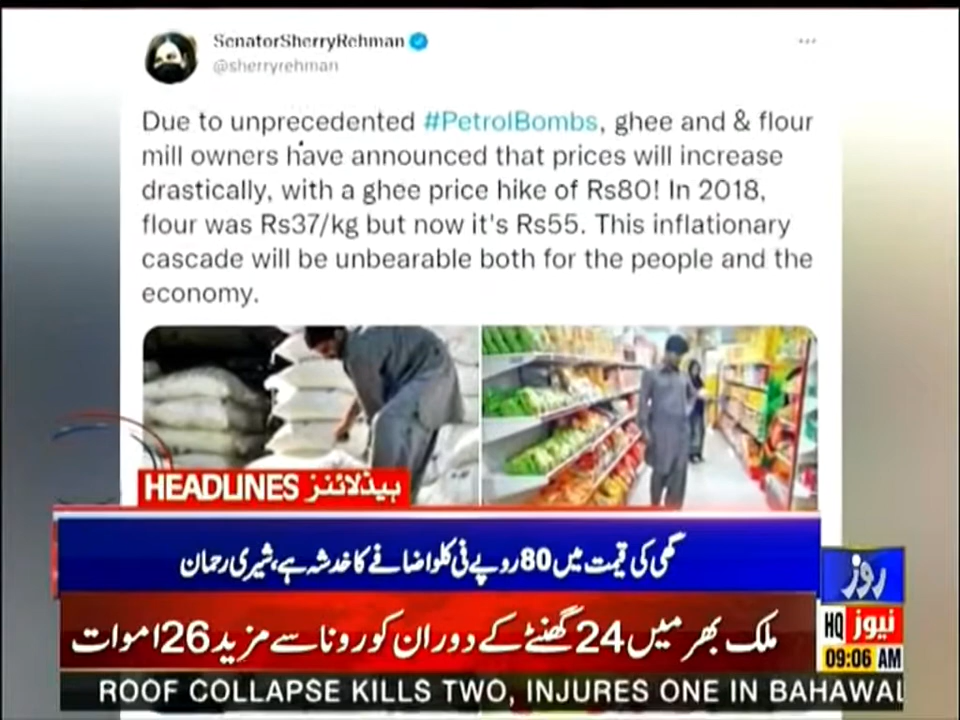 SenatorSherryRehman
@sherryrehman
Due to unprecedented #PetrolBombs, ghee and & flour
mill owners have announced that prices will increase
drastically, with a ghee price hike of Rs80! In 2018,
flour was Rs37/kg but now it's Rs55. This inflationary
cascade will be unbearable both for the people and the
economy.
HEADLINES ہیڈلائنز
گھی کی قیمت میں 80 روپے فی کلو اضافے کا خدشہ ہے، شیری رحمان
روز
ملک بھر میں 24 گھنٹے کے دوران کورونا سے مزید 26 اموات
HQ نیوز
09:06 AM
ROOF COLLAPSE KILLS TWO, INJURES ONE IN BAHAWAL